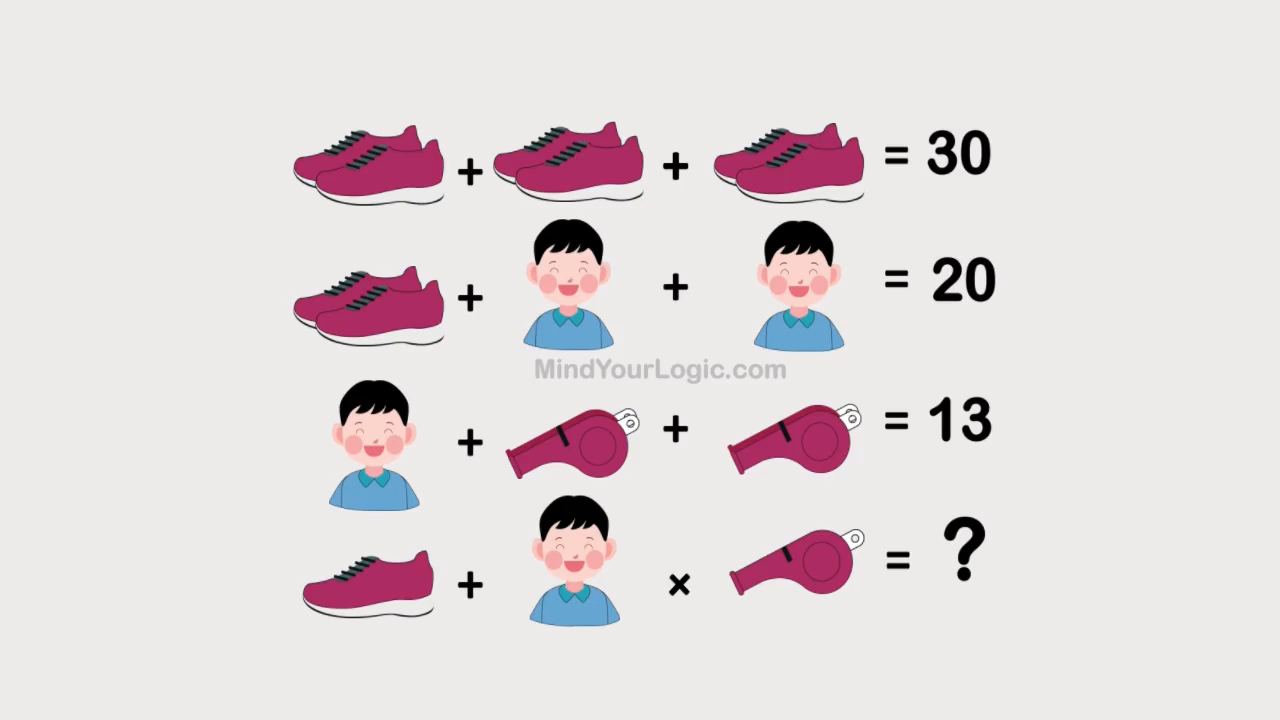 + + = 30
+ + = 20
MindYourLogic.com
+ + = 13
+ × = ?